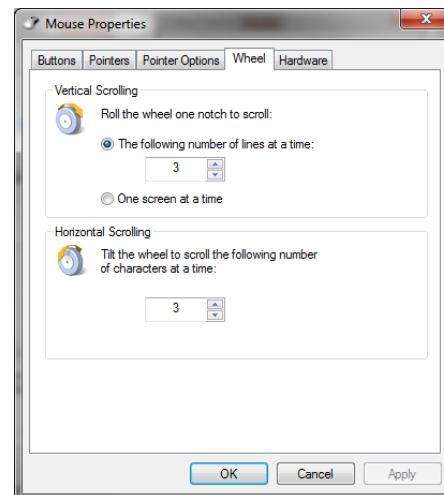 Mouse Properties
Buttons Pointers Pointer Options Wheel Hardware
Vertical Scrolling
Roll the wheel one notch to scroll:
The following number of lines at a time:
3
One screen at a time
Horizontal Scrolling
Tilt the wheel to scroll the following number
of characters at a time:
3
OK Cancel Apply